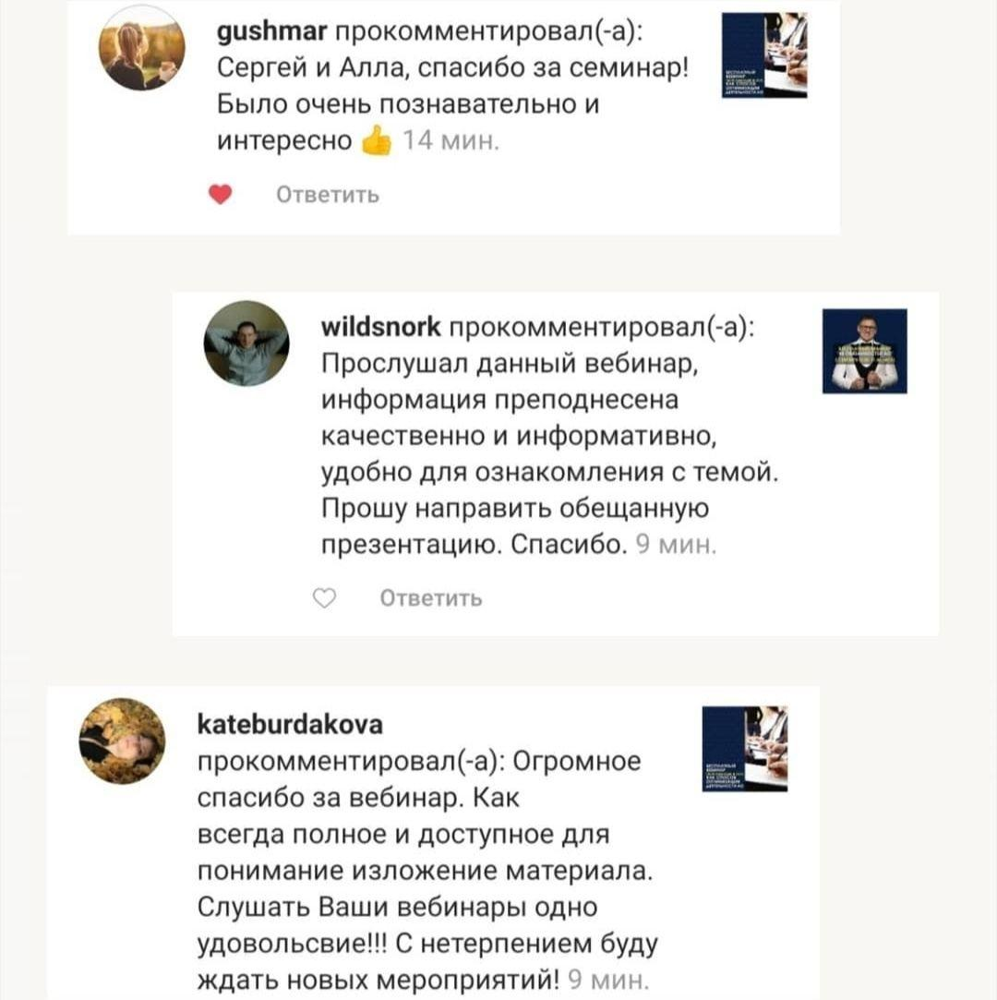 gushmar прокомментировал(-а):
Сергей и Алла, спасибо за семинар!
Было очень познавательно и
интересно 👍 14 мин.
Ответить
wildsnork прокомментировал(-а):
Прослушал данный вебинар,
информация преподнесена
качественно и информативно,
удобно для ознакомления с темой.
Прошу направить обещанную
презентацию. Спасибо. 9 мин.
Ответить
kateburdakova
прокомментировал(-а): Огромное
спасибо за вебинар. Как
всегда полное и доступное для
понимание изложение материала.
Слушать Ваши вебинары одно
удовольсвие!!! С нетерпением буду
ждать новых мероприятий! 9 мин.